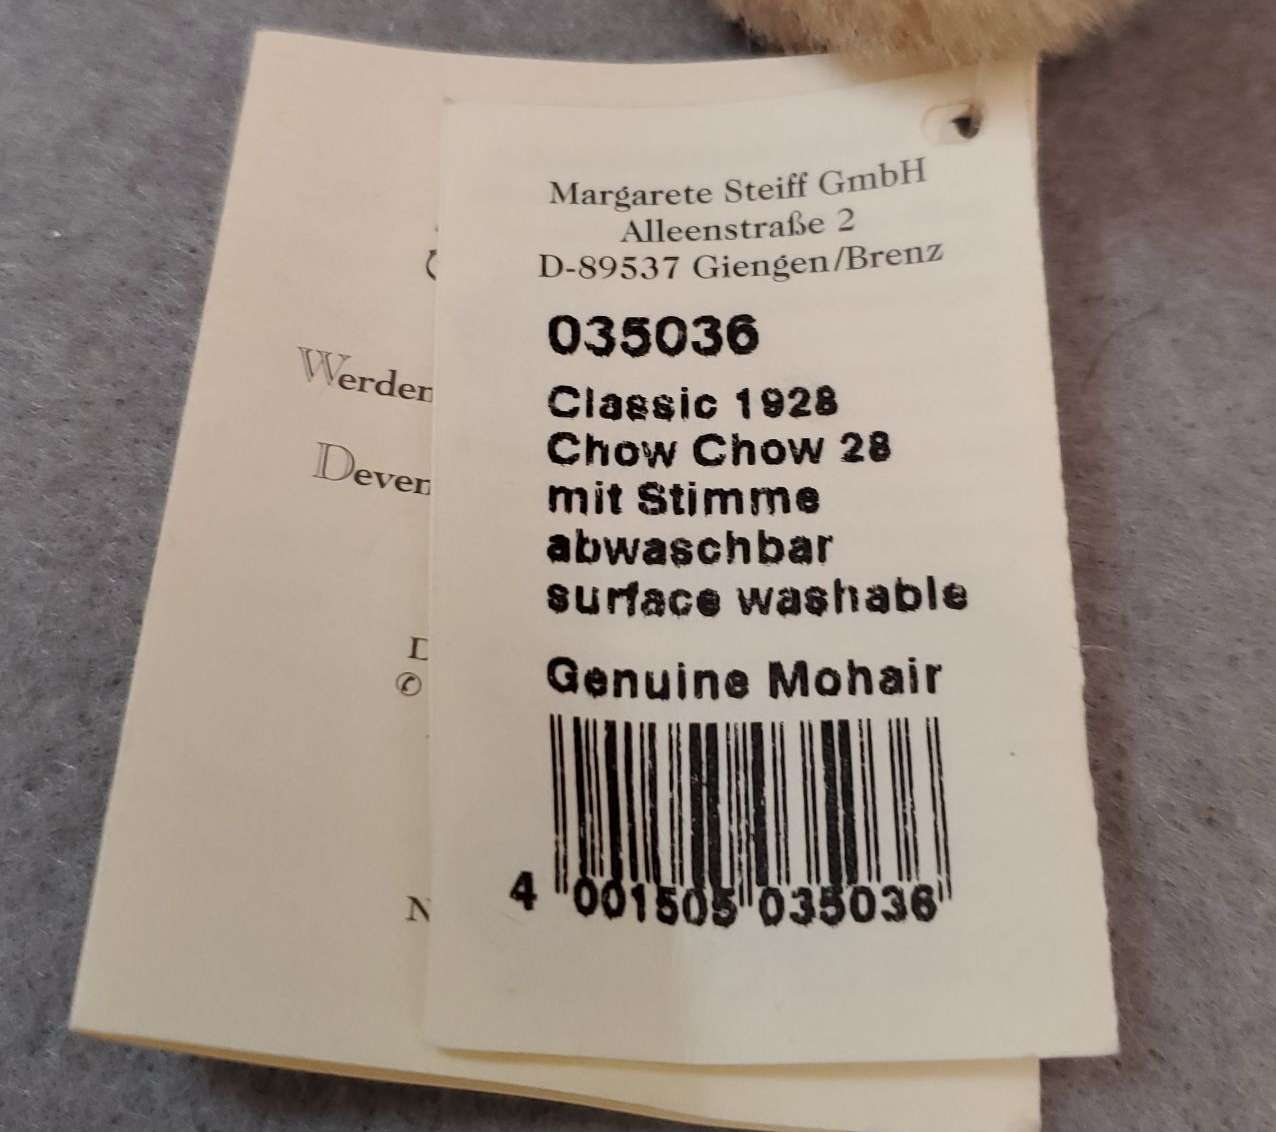 Margarete Steiff GmbH
Alleenstraße 2
D-89537 Giengen/Brenz
035036
Classic 1928
Chow Chow 28
mit Stimme
abwaschbar
surface washable
Genuine Mohair
4 001505 035036